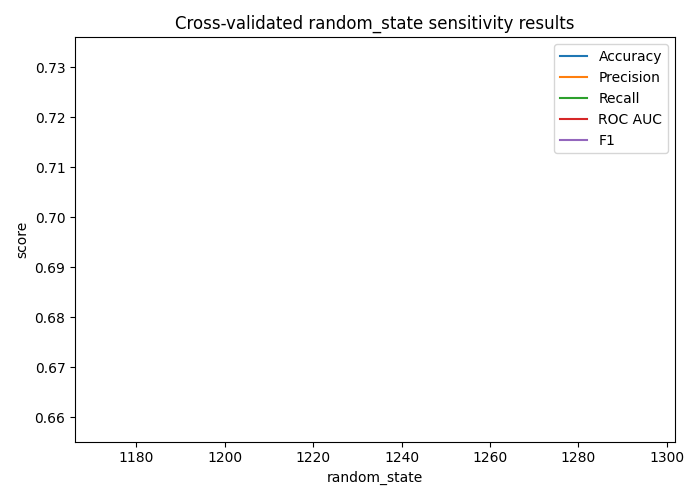 Cross-validated random_state sensitivity results
Accuracy
Precision
Recall
ROC AUC
F1
score
0.73
0.72
0.71
0.70
0.69
0.68
0.67
0.66
1180 1200 1220 1240 1260 1280 1300
random_state